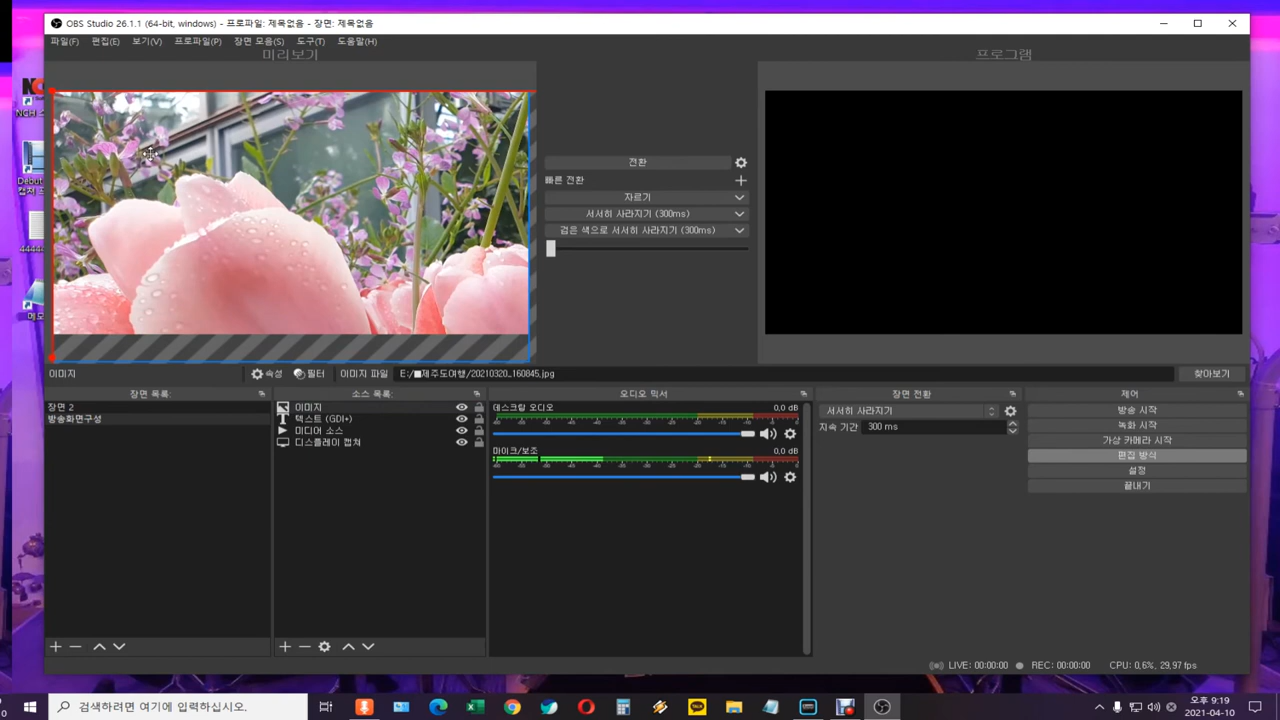 OBS Studio 26.1.1 (64-bit, windows) - 프로파일: 제목없음 - 장면: 제목없음
파일(F) 편집(E) 보기(V) 프로파일(P) 장면 모음(S) 도구(T) 도움말(H)
미리보기
프로그램
전환
빠른 전환
자르기
서서히 사라지기 (300ms)
검은 색으로 서서히 사라지기 (300ms)
이미지 속성 필터 이미지 파일 E:/■제주도여행/20210320_160845.jpg 찾아보기
장면 목록:
장면 2
방송화면구성
소스 목록:
이미지
텍스트 (GDI+)
미디어 소스
디스플레이 캡쳐
오디오 믹서
데스크탑 오디오 0.0 dB
마이크/보조 0.0 dB
장면 전환
서서히 사라지기
지속 기간 300 ms
제어
방송 시작
녹화 시작
가상 카메라 시작
편집 방식
설정
끝내기
LIVE: 00:00:00 REC: 00:00:00 CPU: 0.6%, 29.97 fps
검색하려면 여기에 입력하십시오.
오후 9:19
2021-04-10